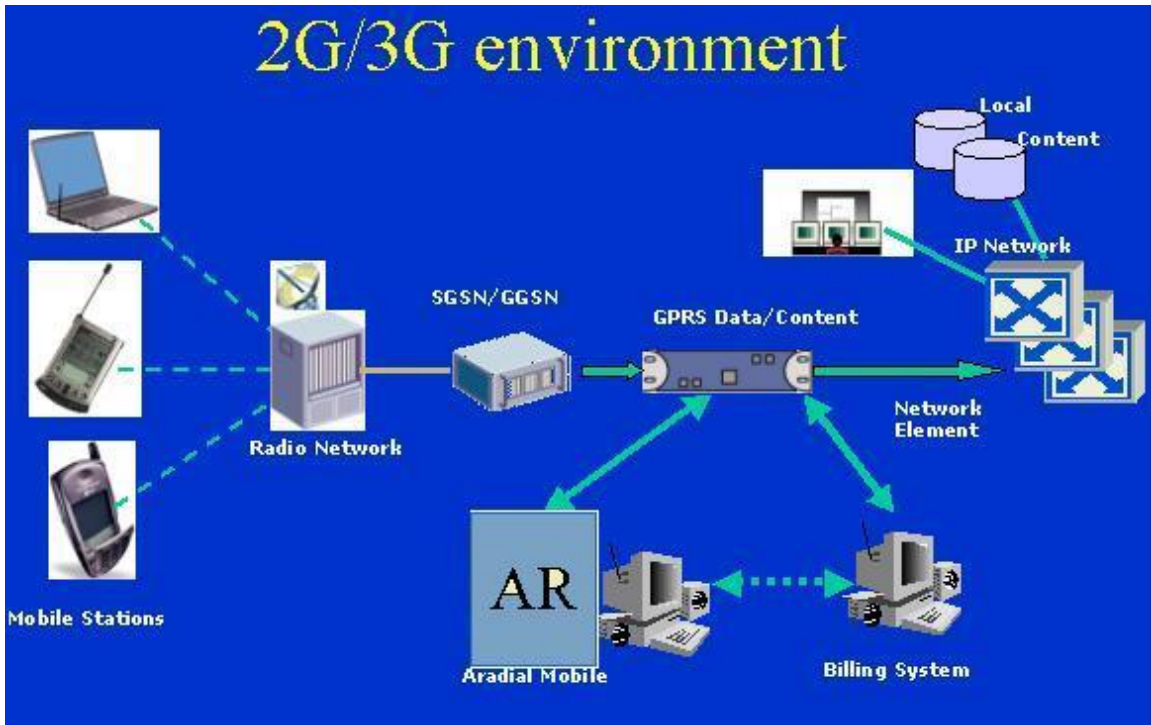 2G/3G environment
Local
Content
IP Network
SGSN/GGSN
GPRS Data/Content
Network
Element
Radio Network
AR
Mobile Stations
Aradial Mobile
Billing System